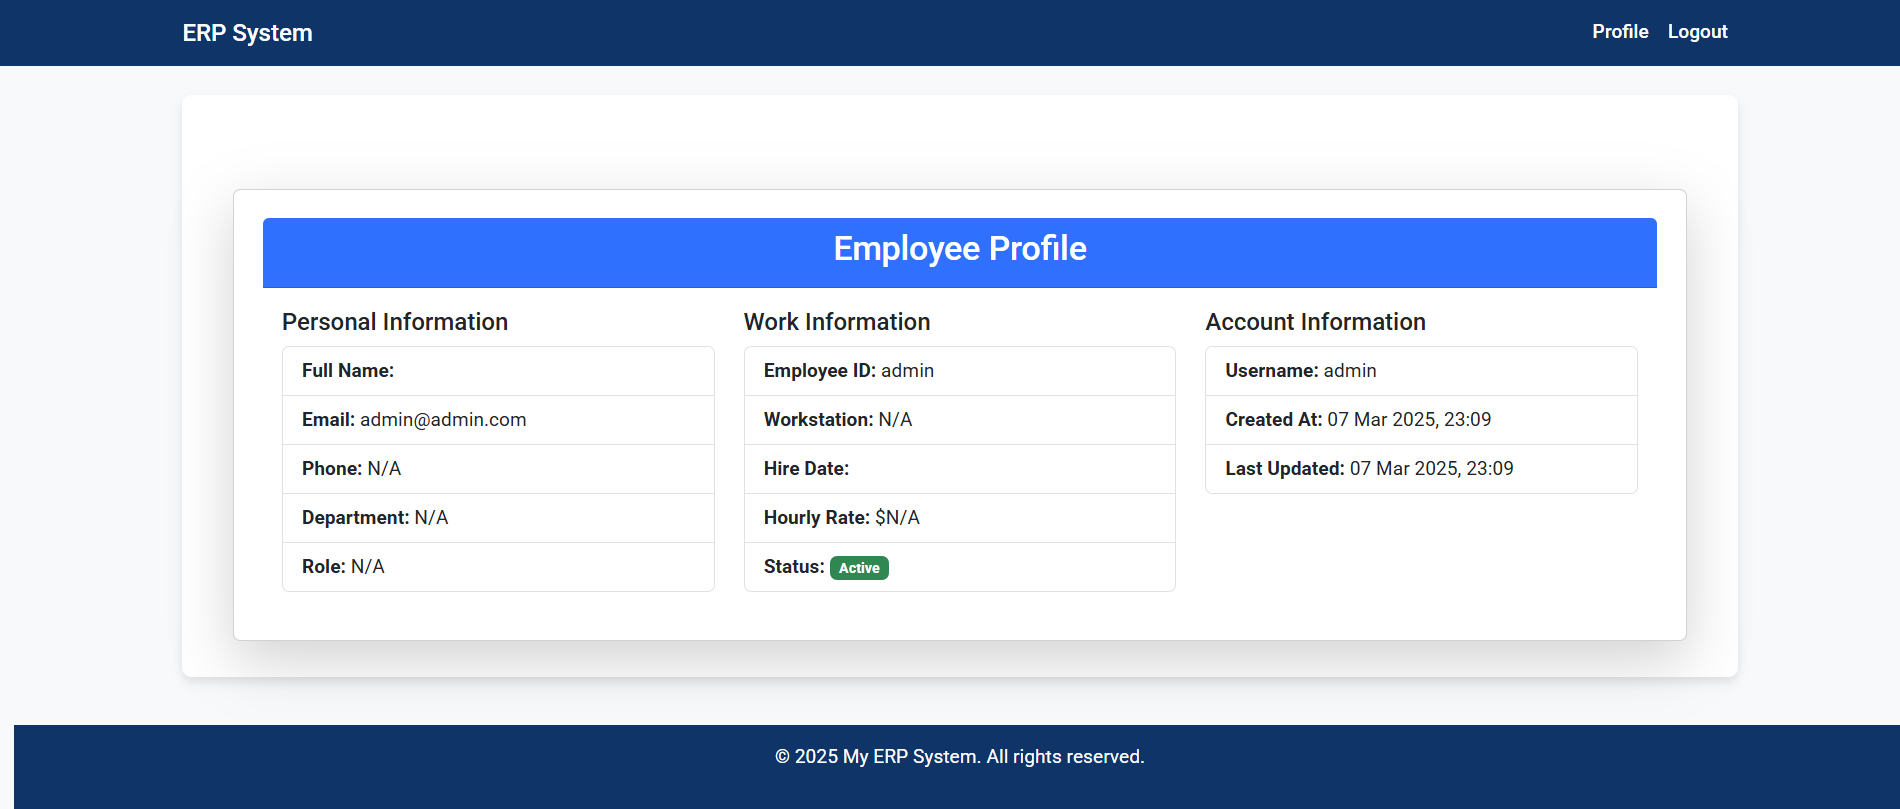 ERP System
Profile Logout
Employee Profile
Personal Information
Full Name:
Email: admin@admin.com
Phone: N/A
Department: N/A
Role: N/A
Work Information
Employee ID: admin
Workstation: N/A
Hire Date:
Hourly Rate: $N/A
Status: Active
Account Information
Username: admin
Created At: 07 Mar 2025, 23:09
Last Updated: 07 Mar 2025, 23:09
© 2025 My ERP System. All rights reserved.